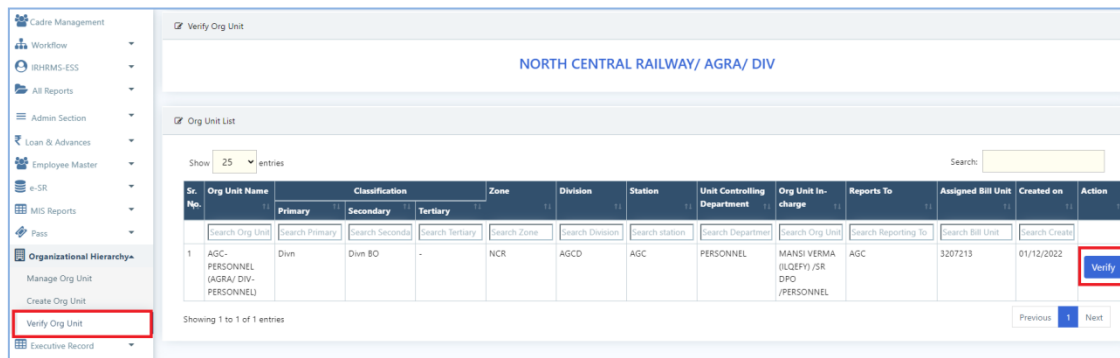 Cadre Management
Workflow
IRHRMS-ESS
All Reports
Admin Section
Loan & Advances
Employee Master
e-SR
MIS Reports
Pass
Organizational Hierarchy
Manage Org Unit
Create Org Unit
Verify Org Unit
Executive Record
Verify Org Unit
NORTH CENTRAL RAILWAY/ AGRA/ DIV
Org Unit List
Show 25 entries
Search:
Sr. No. Org Unit Name Classification Zone Division Station Unit Controlling Department Org Unit In-charge Reports To Assigned Bill Unit Created on Action
Primary Secondary Tertiary
Search Org Unit Search Primary Search Seconda Search Tertiary Search Zone Search Division Search station Search Departmer Search Org Unit Search Reporting To Search Bill Unit Search Create
1 AGC- Divn Divn BO - NCR AGCD AGC PERSONNEL MANSI VERMA AGC 3207213 01/12/2022 Verify
PERSONNEL (ILQEFY) /SR
(AGRA/ DIV- DPO
PERSONNEL) /PERSONNEL
Showing 1 to 1 of 1 entries
Previous 1 Next